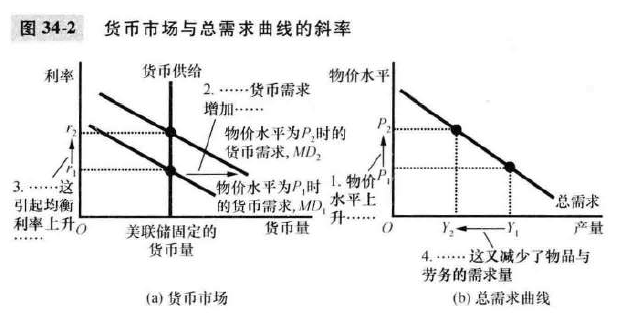 图 34-2 货币市场与总需求曲线的斜率
利率
货币供给
2. ……货币需求
增加……
物价水平为P₂时的
货币需求, MD₂
r₂
r₁
3. ……这
引起均衡
利率上升
……
物价水平为P₁时
的货币需求, MD₁
O
美联储固定的
货币量
货币量
(a) 货币市场
物价水平
P₂
P₁
1. 物价
水平上
升……
总需求
O
Y₂
Y₁
产量
4. ……这又减少了物品与
劳务的需求量
(b) 总需求曲线